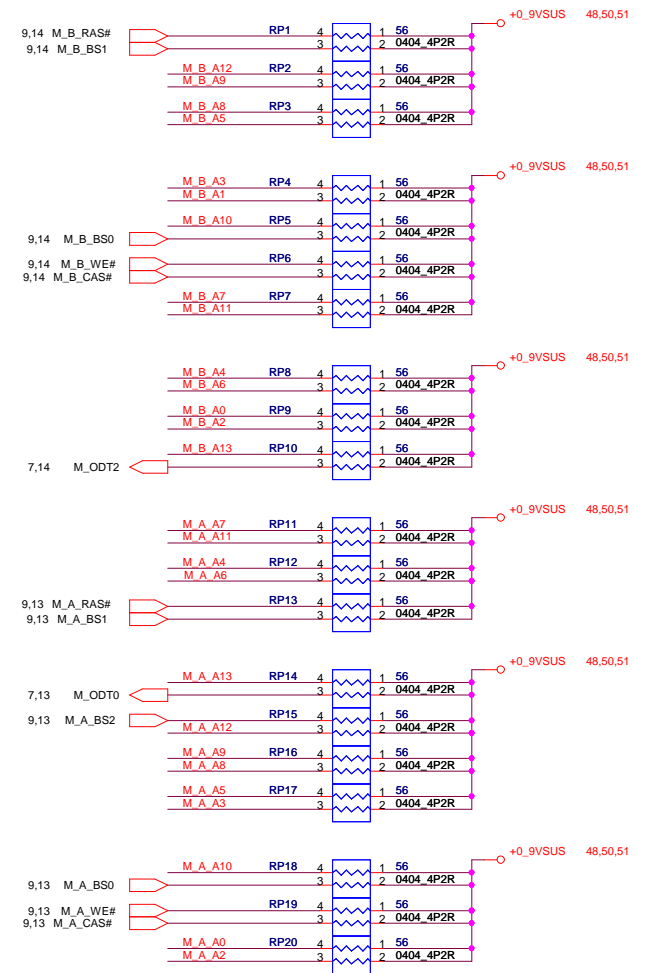 +0_9VSUS 48,50,51
9,14 M_B_RAS# RP1 4 1 56
9,14 M_B_BS1 3 2 0404_4P2R
M_B_A12 RP2 4 1 56
M_B_A9 3 2 0404_4P2R
M_B_A8 RP3 4 1 56
M_B_A5 3 2 0404_4P2R
+0_9VSUS 48,50,51
M_B_A3 RP4 4 1 56
M_B_A1 3 2 0404_4P2R
M_B_A10 RP5 4 1 56
9,14 M_B_BS0 3 2 0404_4P2R
9,14 M_B_WE# RP6 4 1 56
9,14 M_B_CAS# 3 2 0404_4P2R
M_B_A7 RP7 4 1 56
M_B_A11 3 2 0404_4P2R
+0_9VSUS 48,50,51
M_B_A4 RP8 4 1 56
M_B_A6 3 2 0404_4P2R
M_B_A0 RP9 4 1 56
M_B_A2 3 2 0404_4P2R
M_B_A13 RP10 4 1 56
7,14 M_ODT2 3 2 0404_4P2R
+0_9VSUS 48,50,51
M_A_A7 RP11 4 1 56
M_A_A11 3 2 0404_4P2R
M_A_A4 RP12 4 1 56
M_A_A6 3 2 0404_4P2R
9,13 M_A_RAS# RP13 4 1 56
9,13 M_A_BS1 3 2 0404_4P2R
+0_9VSUS 48,50,51
M_A_A13 RP14 4 1 56
7,13 M_ODT0 3 2 0404_4P2R
9,13 M_A_BS2 RP15 4 1 56
M_A_A12 3 2 0404_4P2R
M_A_A9 RP16 4 1 56
M_A_A8 3 2 0404_4P2R
M_A_A5 RP17 4 1 56
M_A_A3 3 2 0404_4P2R
+0_9VSUS 48,50,51
M_A_A10 RP18 4 1 56
9,13 M_A_BS0 3 2 0404_4P2R
9,13 M_A_WE# RP19 4 1 56
9,13 M_A_CAS# 3 2 0404_4P2R
M_A_A0 RP20 4 1 56
M_A_A2 3 2 0404_4P2R